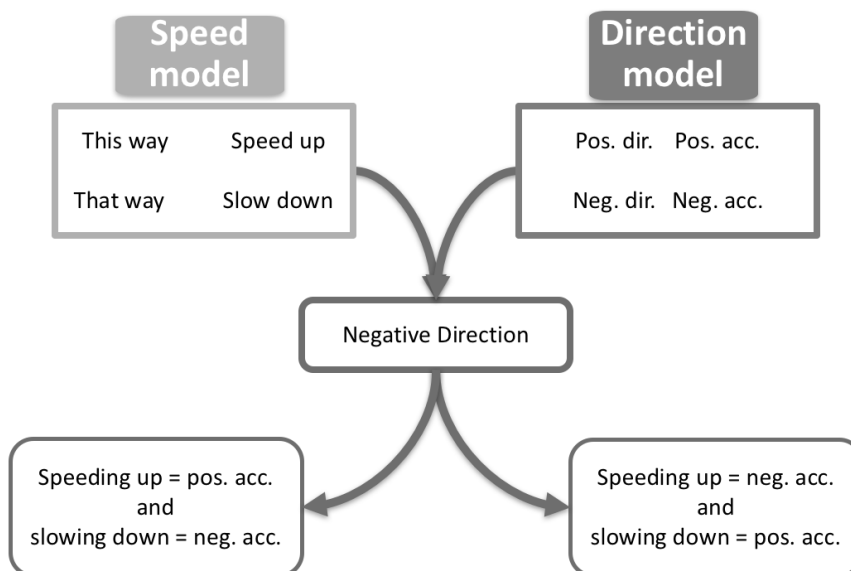 Speed
model
Direction
model
This way Speed up
That way Slow down
Pos. dir. Pos. acc.
Neg. dir. Neg. acc.
Negative Direction
Speeding up = pos. acc.
and
slowing down = neg. acc.
Speeding up = neg. acc.
and
slowing down = pos. acc.